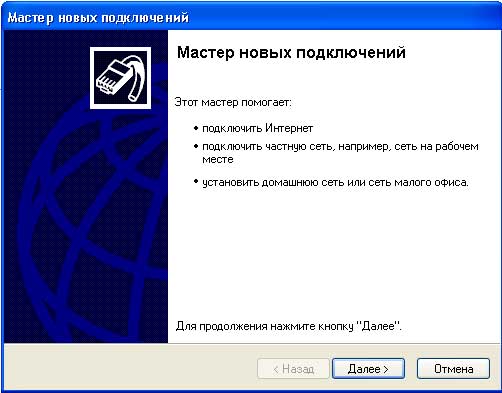 Мастер новых подключений
Мастер новых подключений
Этот мастер помогает:
• подключить Интернет
• подключить частную сеть, например, сеть на рабочем
месте
• установить домашнюю сеть или сеть малого офиса.
Для продолжения нажмите кнопку "Далее".
< Назад
Далее >
Отмена